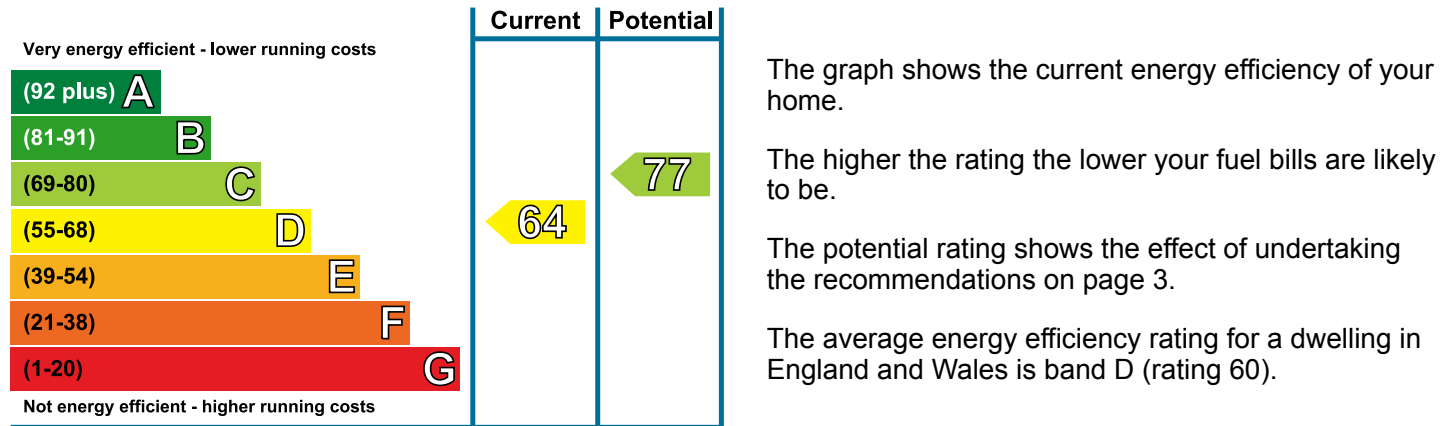 Current Potential
Very energy efficient - lower running costs
(92 plus) A
(81-91) B
(69-80) C
77
(55-68) D
64
(39-54) E
(21-38) F
(1-20) G
Not energy efficient - higher running costs
The graph shows the current energy efficiency of your
home.
The higher the rating the lower your fuel bills are likely
to be.
The potential rating shows the effect of undertaking
the recommendations on page 3.
The average energy efficiency rating for a dwelling in
England and Wales is band D (rating 60).